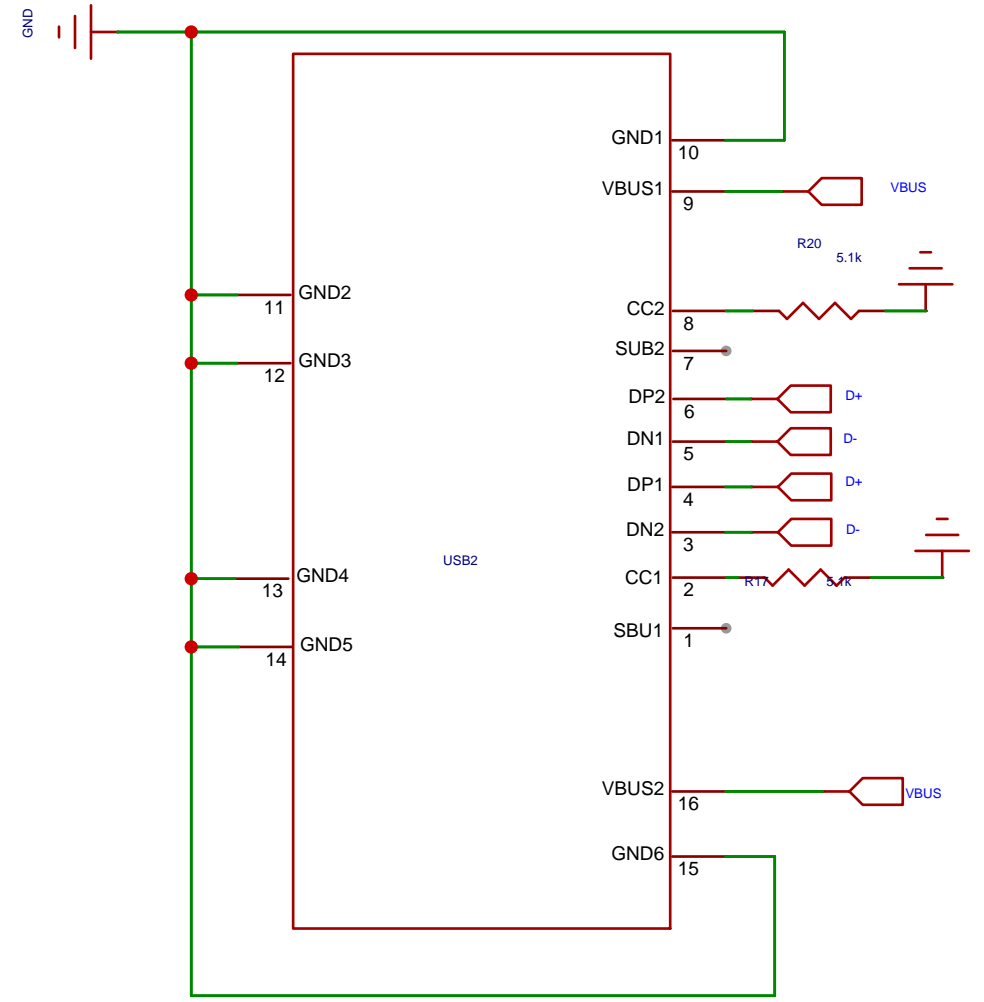 GND
GND1
10
VBUS1
9
VBUS
R20
5.1k
GND2
11
CC2
8
SUB2
7
GND3
12
DP2
6
D+
DN1
5
D-
DP1
4
D+
DN2
3
D-
USB2
GND4
13
CC1
2
R17
5.1k
SBU1
1
GND5
14
VBUS2
16
VBUS
GND6
15